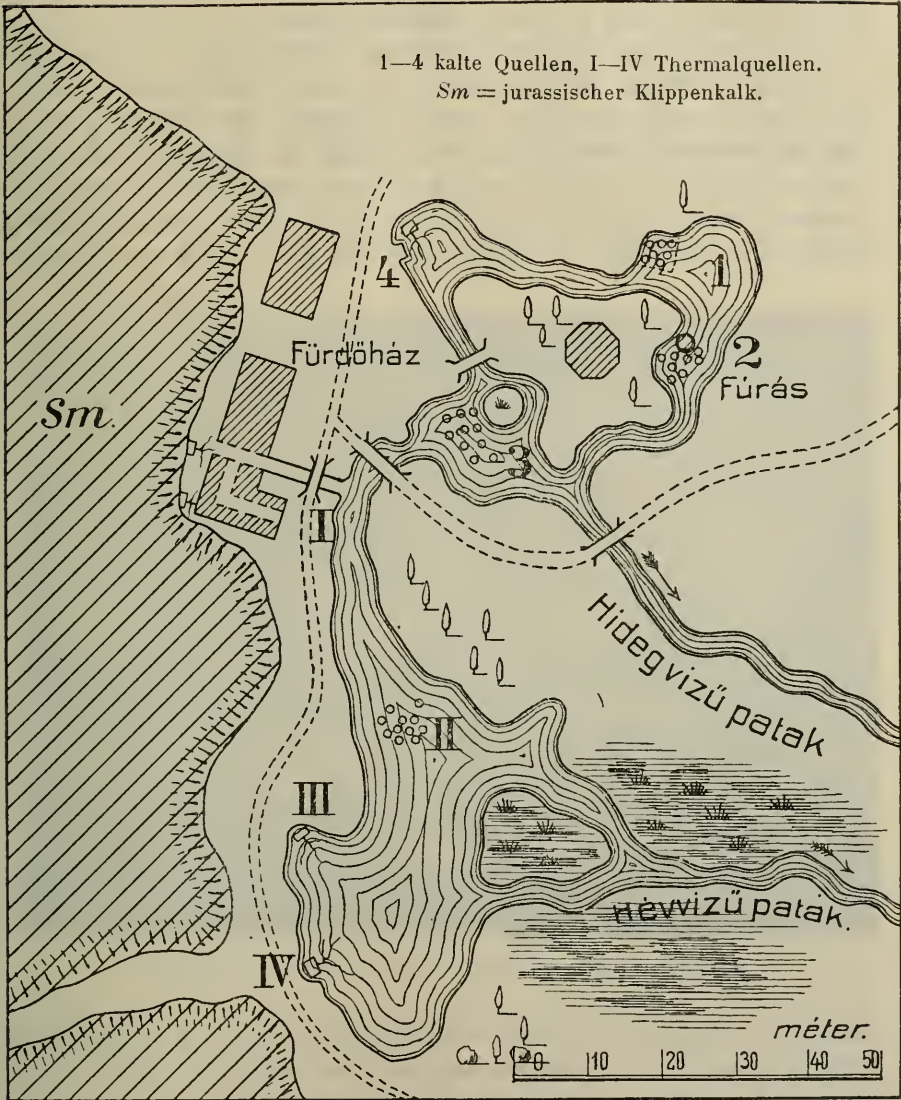 1—4 kalte Quellen, I—IV Thermalquellen.
Sm = jurassischer Klippenkalk.
4
1
Fürdőház
2
Fúrás
Sm.
I
Hidegvizű patak
II
III
Hévvizű patak.
IV
méter.
0 10 20 30 40 50